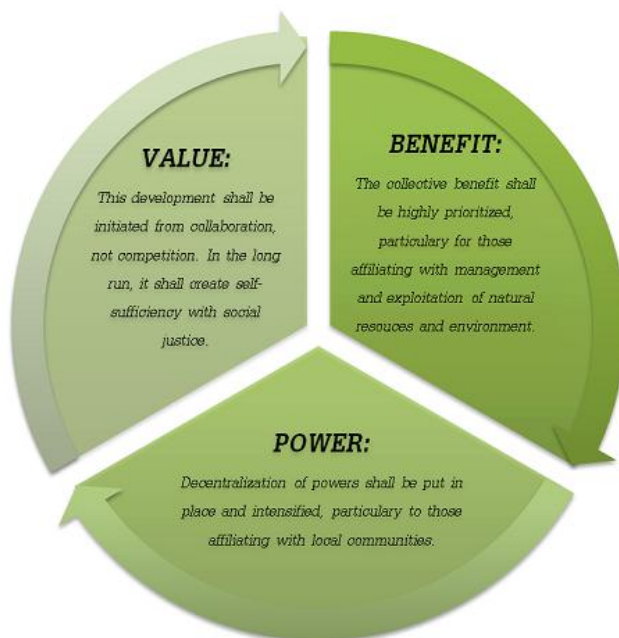 VALUE:
This development shall be
initiated from collaboration,
not competition. In the long
run, it shall create self-
sufficiency with social
justice.
BENEFIT:
The collective benefit shall
be highly prioritized,
particulary for those
affiliating with management
and exploitation of natural
resouces and environment.
POWER:
Decentralization of powers shall be put in
place and intensified, particulary to those
affiliating with local communities.